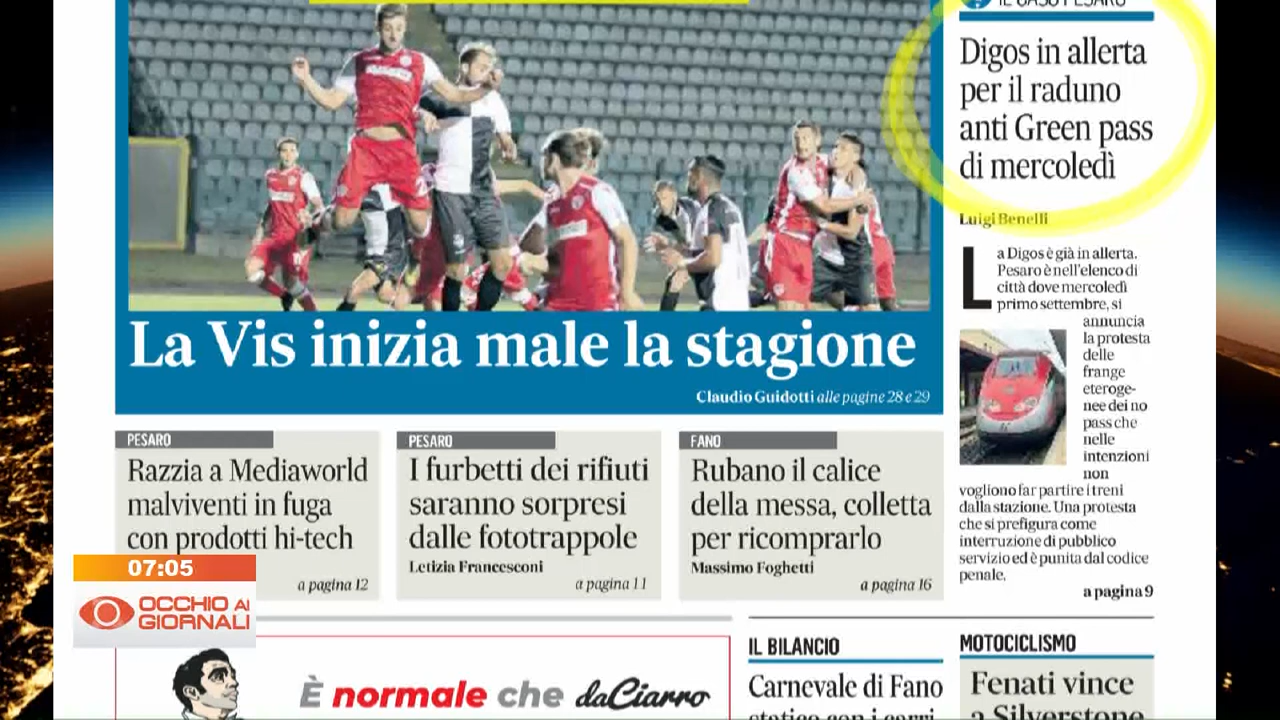 Digos in allerta
per il raduno
anti Green pass
di mercoledì
Luigi Benelli
La Digos è già in allerta.
Pesaro è nell'elenco di
città dove mercoledì
primo settembre, si
annuncia
la protesta
delle
frange
eteroge-
nee dei no
pass che
nelle
intenzioni
non
vogliono far partire i treni
dalla stazione. Una protesta
che si prefigura come
interruzione di pubblico
servizio ed è punita dal codice
penale.
a pagina 9
La Vis inizia male la stagione
Claudio Guidotti alle pagine 28 e 29
PESARO
Razzia a Mediaworld
malviventi in fuga
con prodotti hi-tech
a pagina 12
PESARO
I furbetti dei rifiuti
saranno sorpresi
dalle fototrappole
Letizia Francesconi
a pagina 11
FANO
Rubano il calice
della messa, colletta
per ricomprarlo
Massimo Foghetti
a pagina 16
07:05
OCCHIO AI
GIORNALI
È normale che daCiarro
IL BILANCIO
Carnevale di Fano
MOTOCICLISMO
Fenati vince
a Silverstone